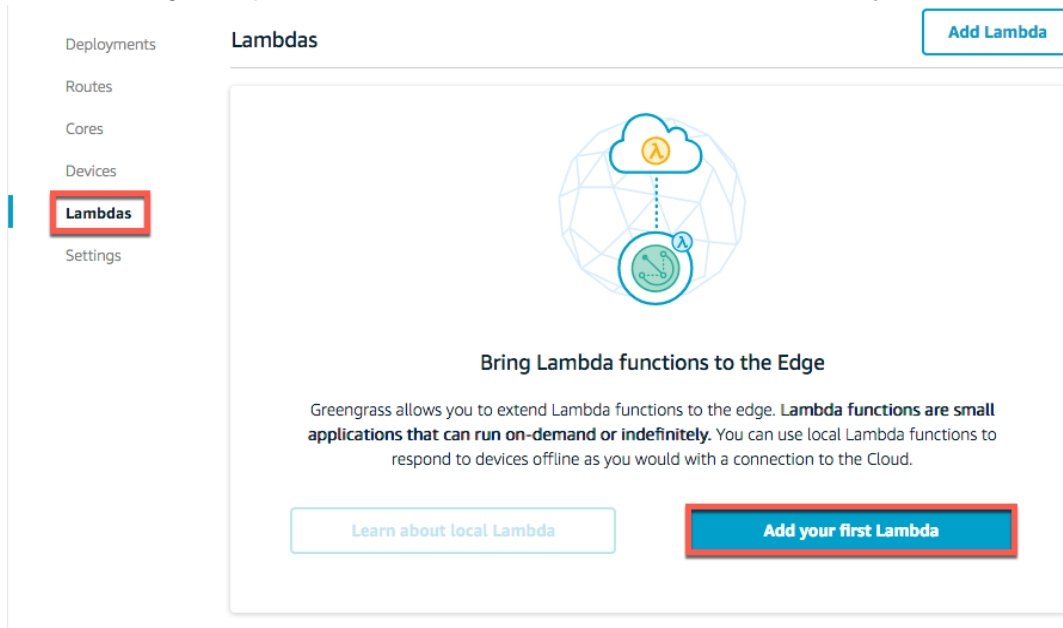 Deployments
Routes
Cores
Devices
Lambdas
Settings
Lambdas
Add Lambda
λ
λ
Bring Lambda functions to the Edge
Greengrass allows you to extend Lambda functions to the edge. Lambda functions are small
applications that can run on-demand or indefinitely. You can use local Lambda functions to
respond to devices offline as you would with a connection to the Cloud.
Learn about local Lambda
Add your first Lambda